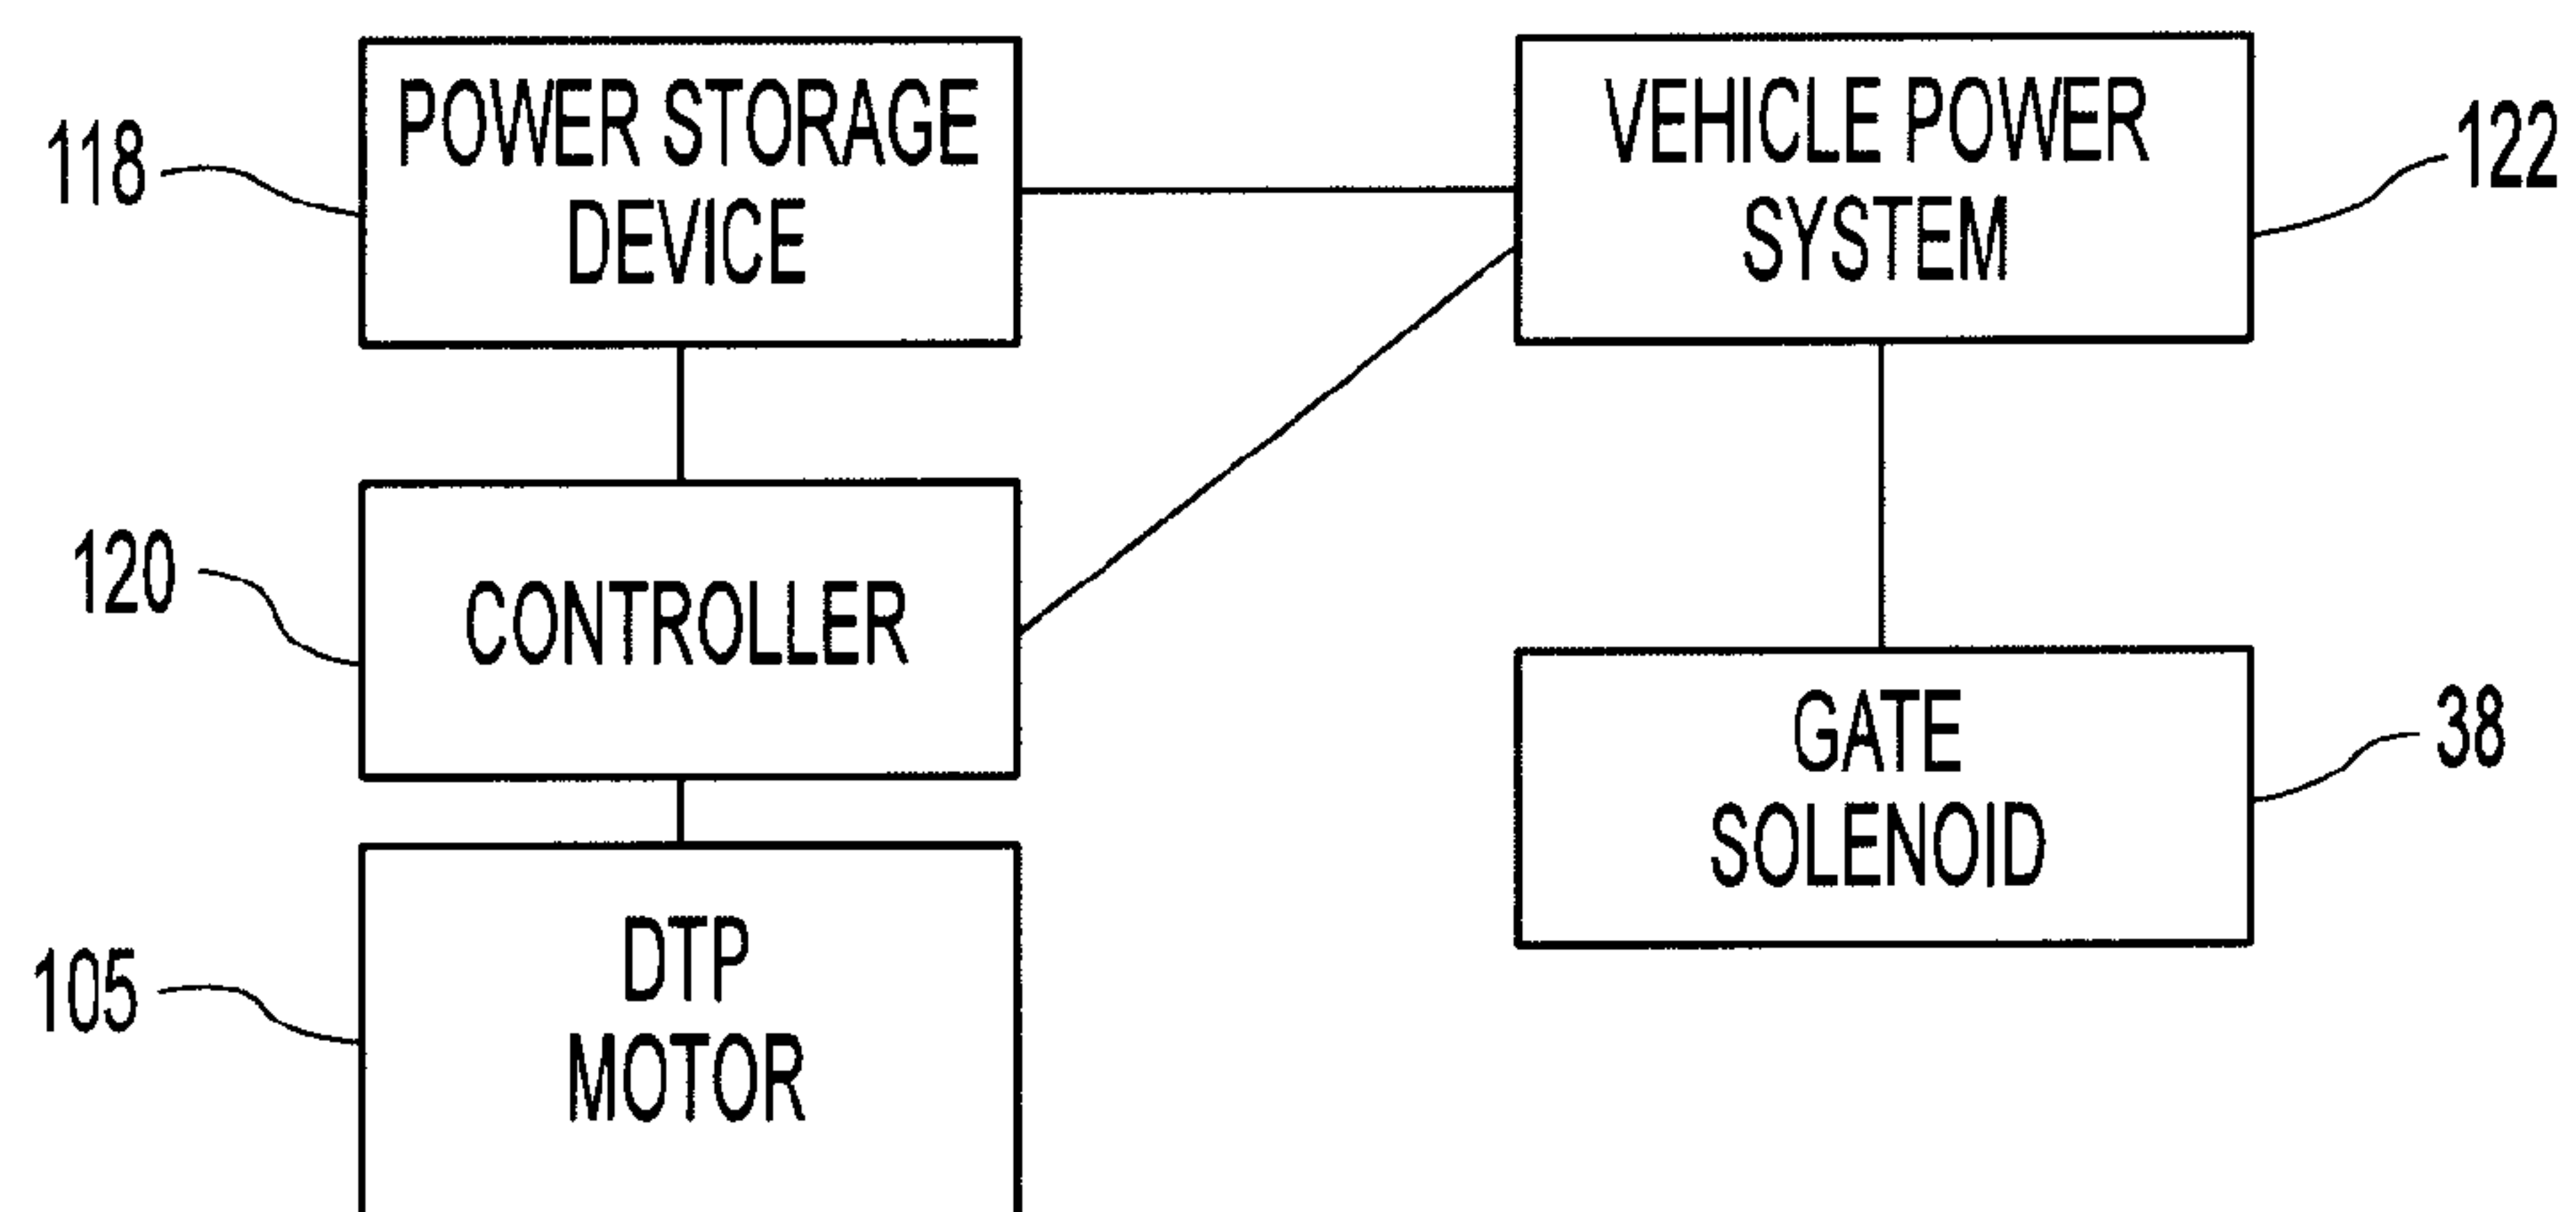 118
POWER STORAGE
DEVICE
VEHICLE POWER
SYSTEM
122
120
CONTROLLER
GATE
SOLENOID
38
105
DTP
MOTOR